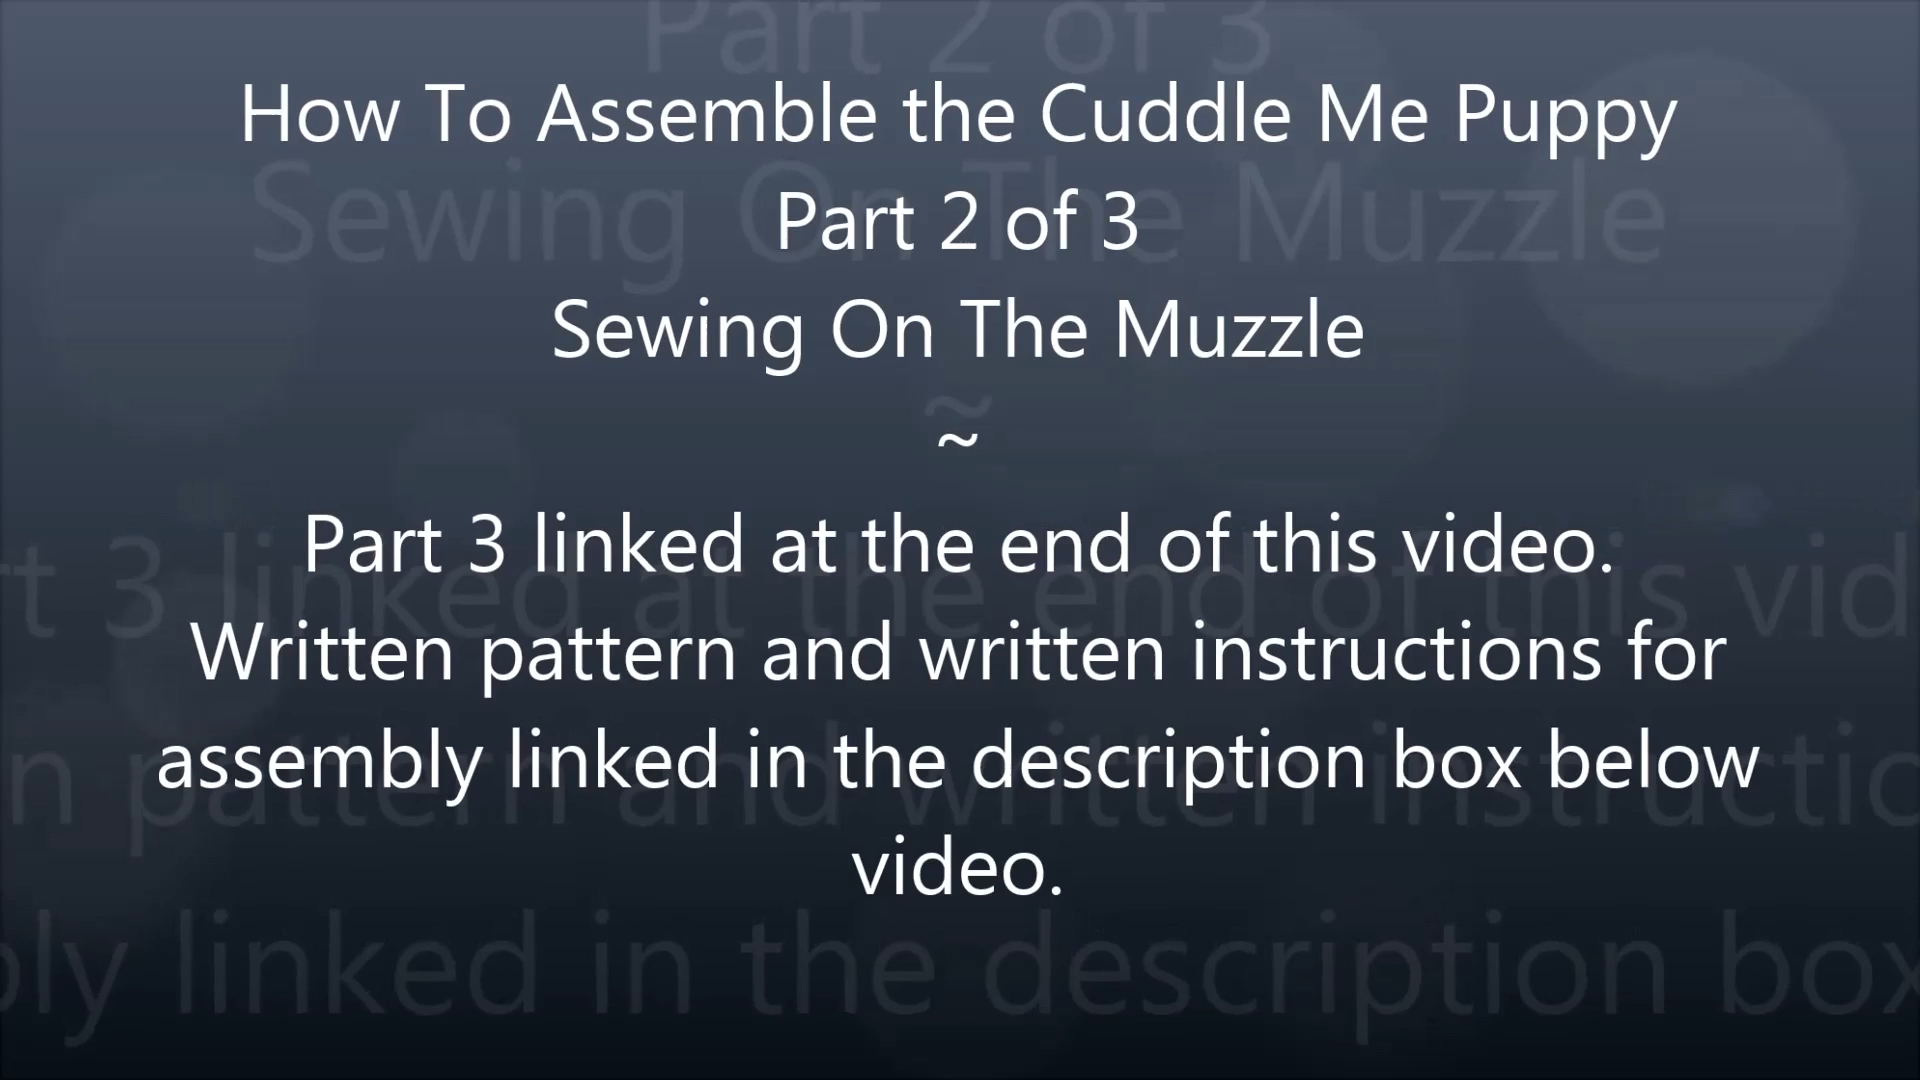 How To Assemble the Cuddle Me Puppy
Part 2 of 3
Sewing On The Muzzle
~
Part 3 linked at the end of this video.
Written pattern and written instructions for
assembly linked in the description box below
video.